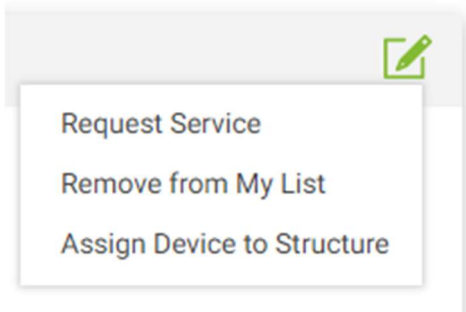 Request Service
Remove from My List
Assign Device to Structure